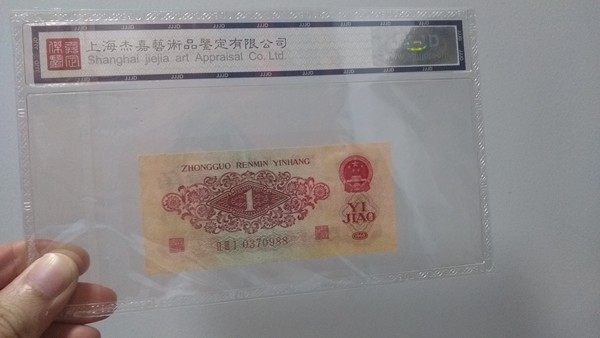 上海杰嘉藝術品鑒定有限公司
Shanghai jiejia art Appraisal Co.Ltd.
JJJD
ZHONGGUO RENMIN YINHANG
1
YI
JIAO
I 0370988